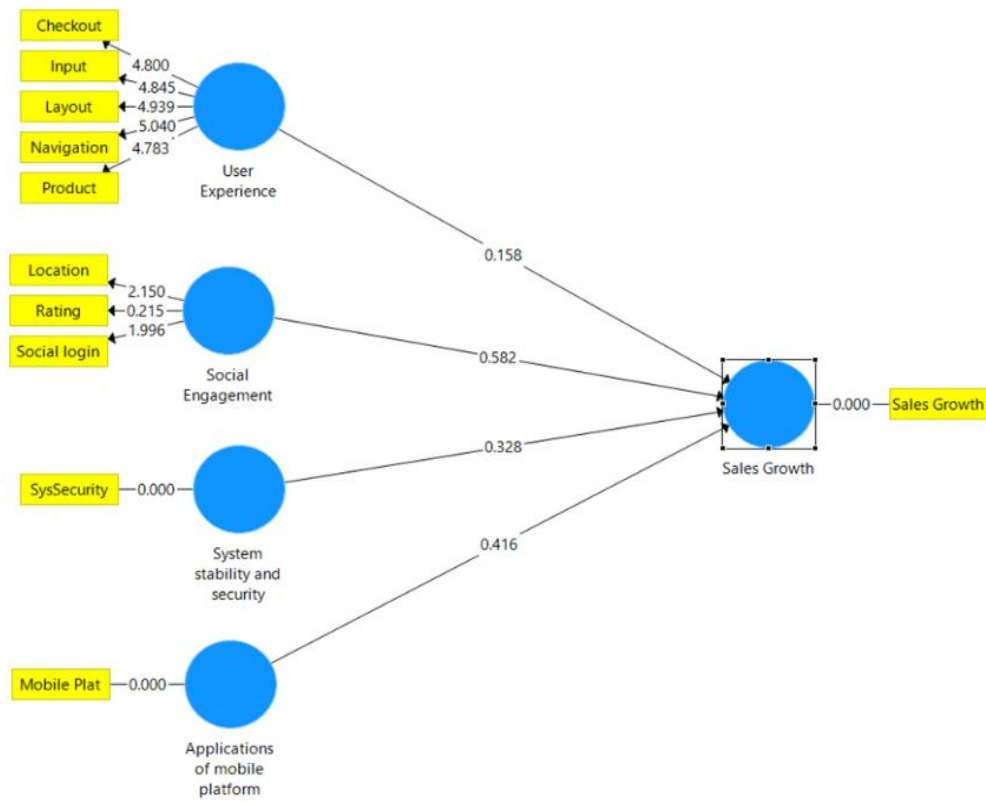 Checkout
4.800
Input
4.845
Layout
4.939
Navigation
5.040
Product
4.783
User
Experience
0.158
Location
2.150
Rating
0.215
Social login
1.996
Social
Engagement
0.582
SysSecurity
0.000
System
stability and
security
0.328
Mobile Plat
0.000
Applications
of mobile
platform
0.416
Sales Growth
0.000
Sales Growth